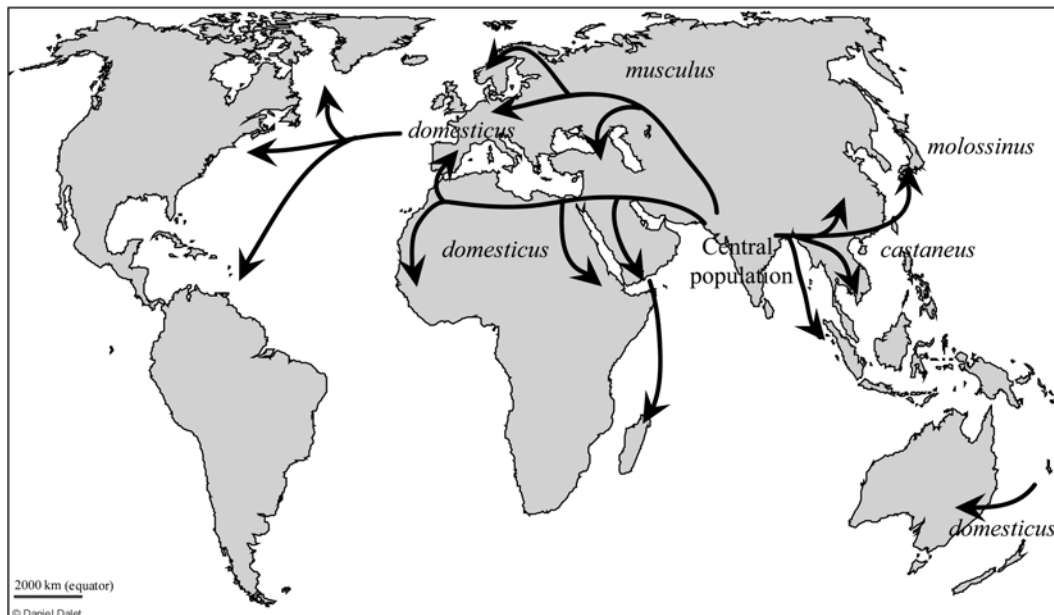 musculus
domesticus
molossinus
domesticus
Central
population
castaneus
domesticus
2000 km (equator)
© Daniel Dalet